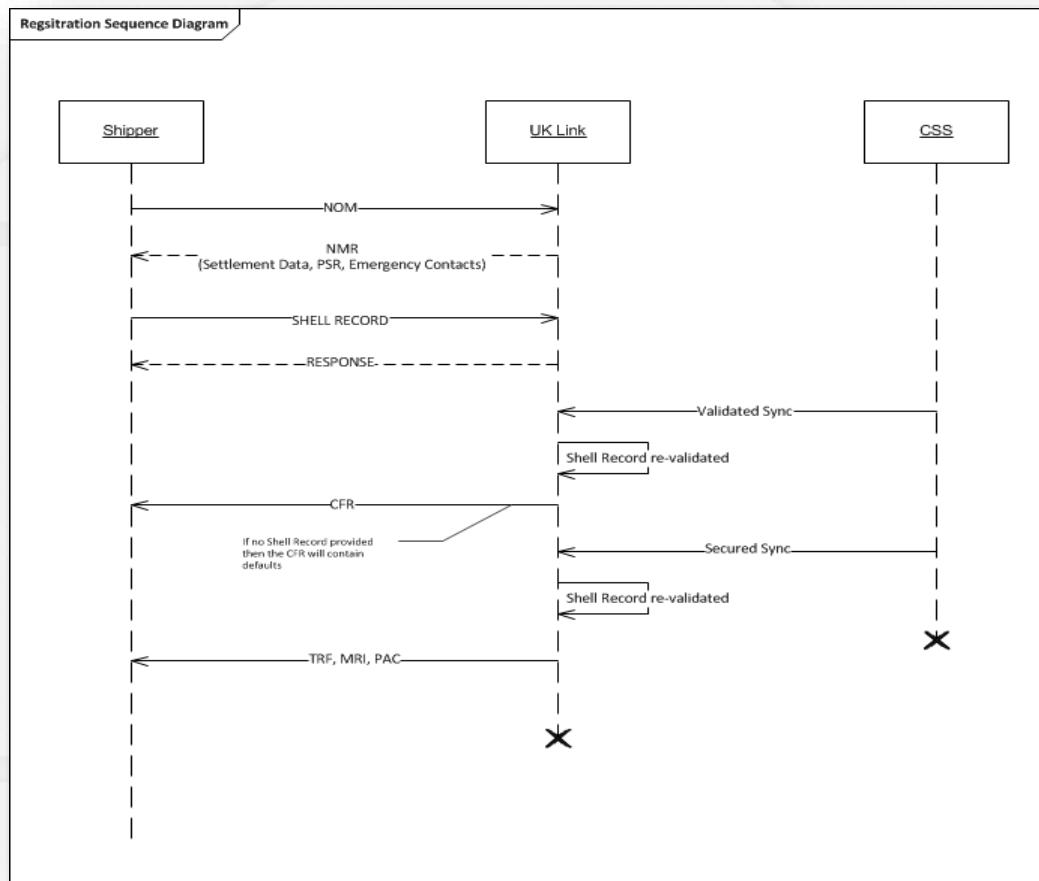 Regsitration Sequence Diagram
Shipper
UK Link
CSS
NOM
NMR
(Settlement Data, PSR, Emergency Contacts)
SHELL RECORD
RESPONSE
Validated Sync
Shell Record re-validated
CFR
If no Shell Record provided
then the CFR will contain
defaults
Secured Sync
Shell Record re-validated
TRF, MRI, PAC